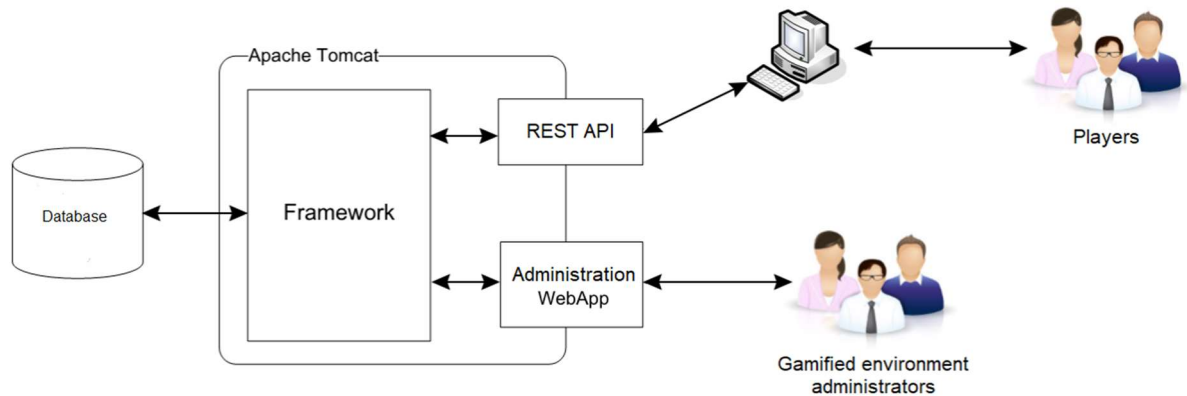 Apache Tomcat
REST API
Players
Database
Framework
Administration
WebApp
Gamified environment
administrators